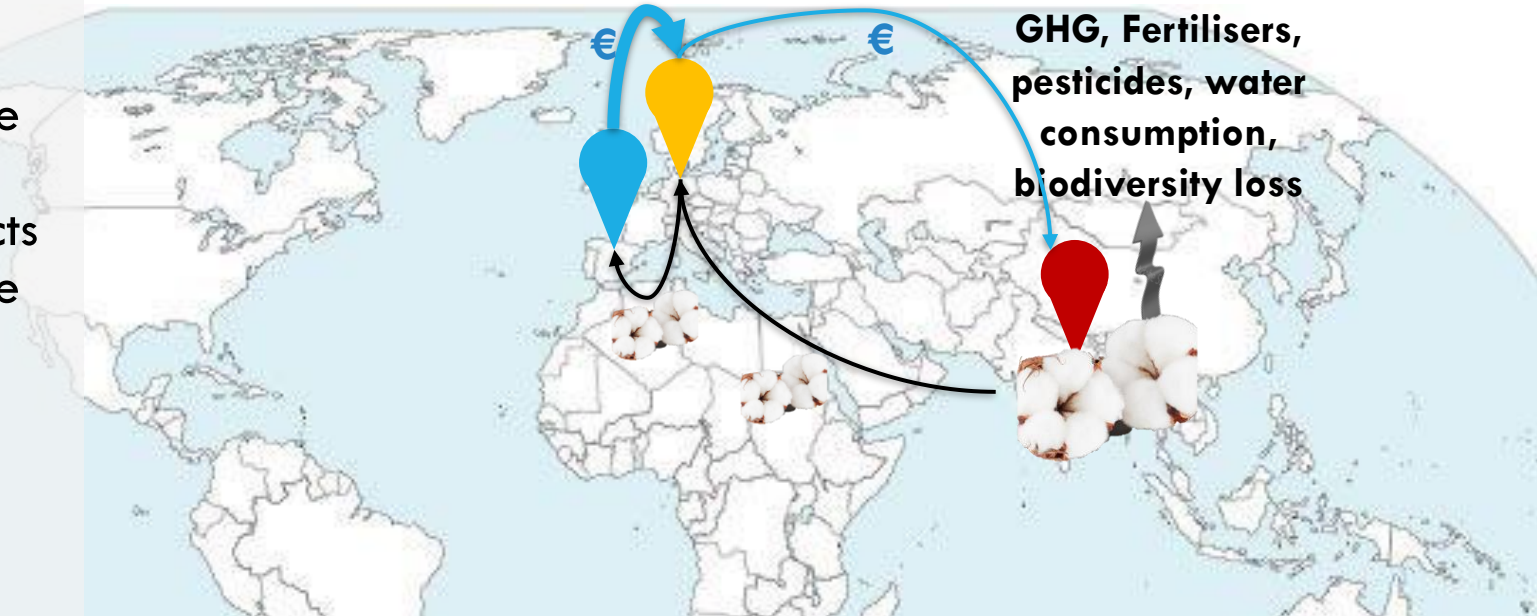 €
€
GHG, Fertilisers,
pesticides, water
consumption,
biodiversity loss